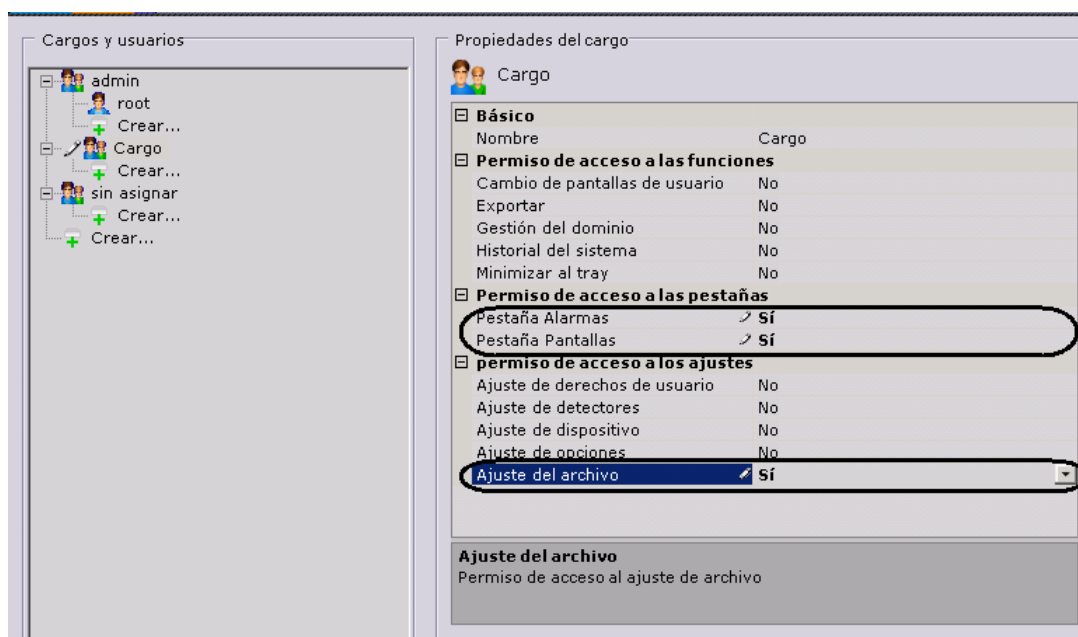 Cargos y usuarios
admin
root
Crear...
Cargo
Crear...
sin asignar
Crear...
Crear...
Propiedades del cargo
Cargo
Básico
Nombre Cargo
Permiso de acceso a las funciones
Cambio de pantallas de usuario No
Exportar No
Gestión del dominio No
Historial del sistema No
Minimizar al tray No
Permiso de acceso a las pestañas
Pestaña Alarmas Sí
Pestaña Pantallas Sí
permiso de acceso a los ajustes
Ajuste de derechos de usuario No
Ajuste de detectores No
Ajuste de dispositivo No
Ajuste de opciones No
Ajuste del archivo Sí
Ajuste del archivo
Permiso de acceso al ajuste de archivo